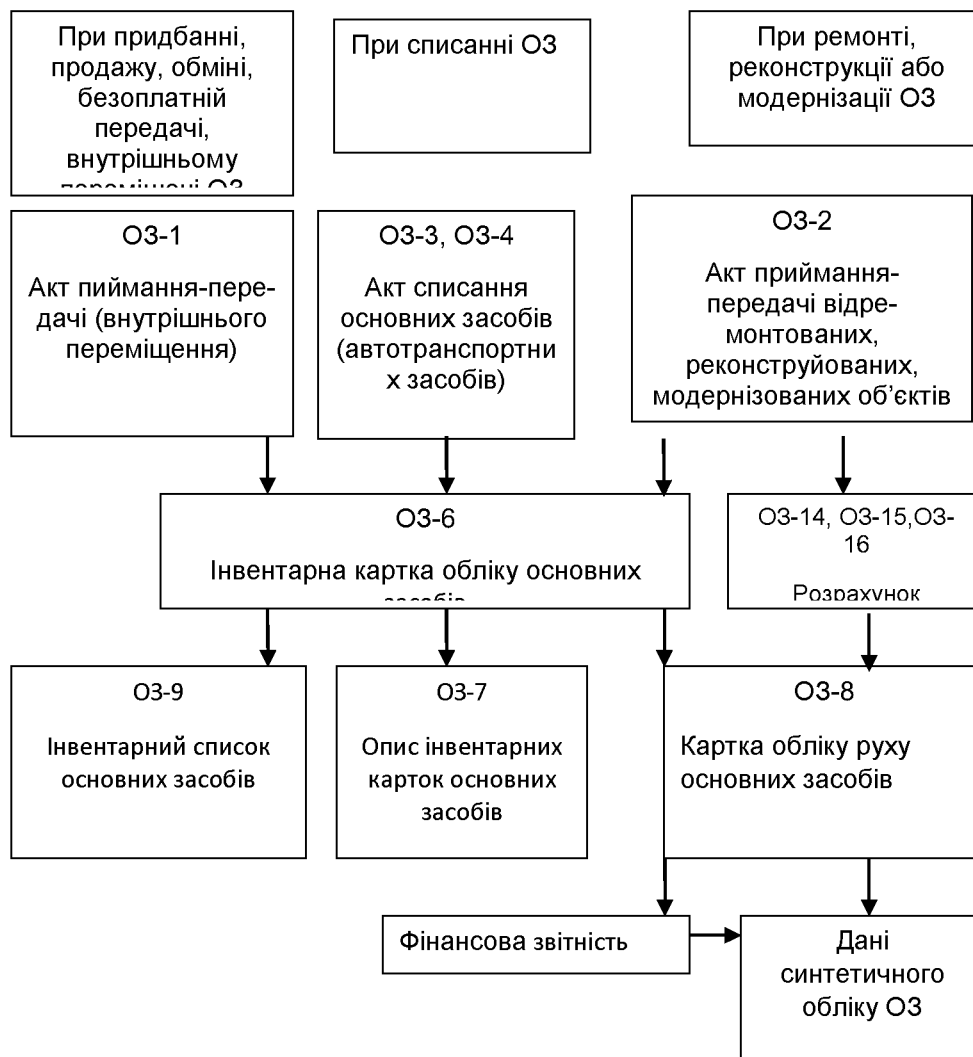 При придбанні,
продажу, обміні,
безоплатній
передачі,
внутрішньому
переміщені ОЗ
При списанні ОЗ
При ремонті,
реконструкції або
модернізації ОЗ
ОЗ-1
Акт пиймання-пере-
дачі (внутрішнього
переміщення)
ОЗ-3, ОЗ-4
Акт списання
основних засобів
(автотранспортни
х засобів)
ОЗ-2
Акт приймання-
передачі відре-
монтованих,
реконструйованих,
модернізованих об’єктів
ОЗ-6
Інвентарна картка обліку основних
засобів
ОЗ-14, ОЗ-15,ОЗ-
16
Розрахунок
ОЗ-9
Інвентарний список
основних засобів
ОЗ-7
Опис інвентарних
карток основних
засобів
ОЗ-8
Картка обліку руху
основних засобів
Фінансова звітність
Дані
синтетичного
обліку ОЗ